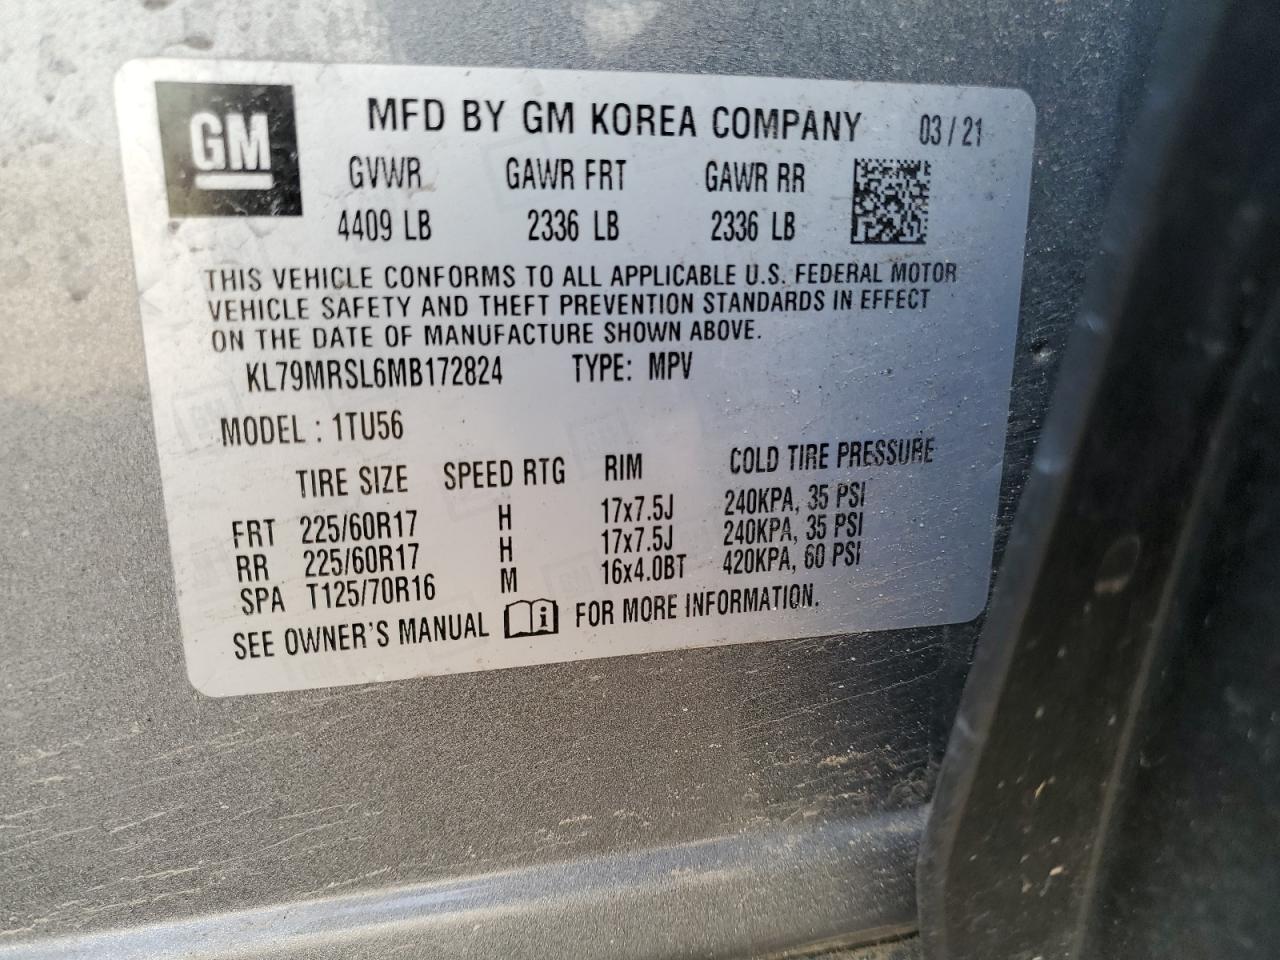 GM
MFD BY GM KOREA COMPANY 03/21
GVWR GAWR FRT GAWR RR
4409 LB 2336 LB 2336 LB
THIS VEHICLE CONFORMS TO ALL APPLICABLE U.S. FEDERAL MOTOR
VEHICLE SAFETY AND THEFT PREVENTION STANDARDS IN EFFECT
ON THE DATE OF MANUFACTURE SHOWN ABOVE.
KL79MRSL6MB172824 TYPE: MPV
MODEL : 1TU56
TIRE SIZE SPEED RTG RIM COLD TIRE PRESSURE
FRT 225/60R17 H 17x7.5J 240KPA, 35 PSI
RR 225/60R17 H 17x7.5J 240KPA, 35 PSI
SPA T125/70R16 M 16x4.0BT 420KPA, 60 PSI
SEE OWNER'S MANUAL i FOR MORE INFORMATION.